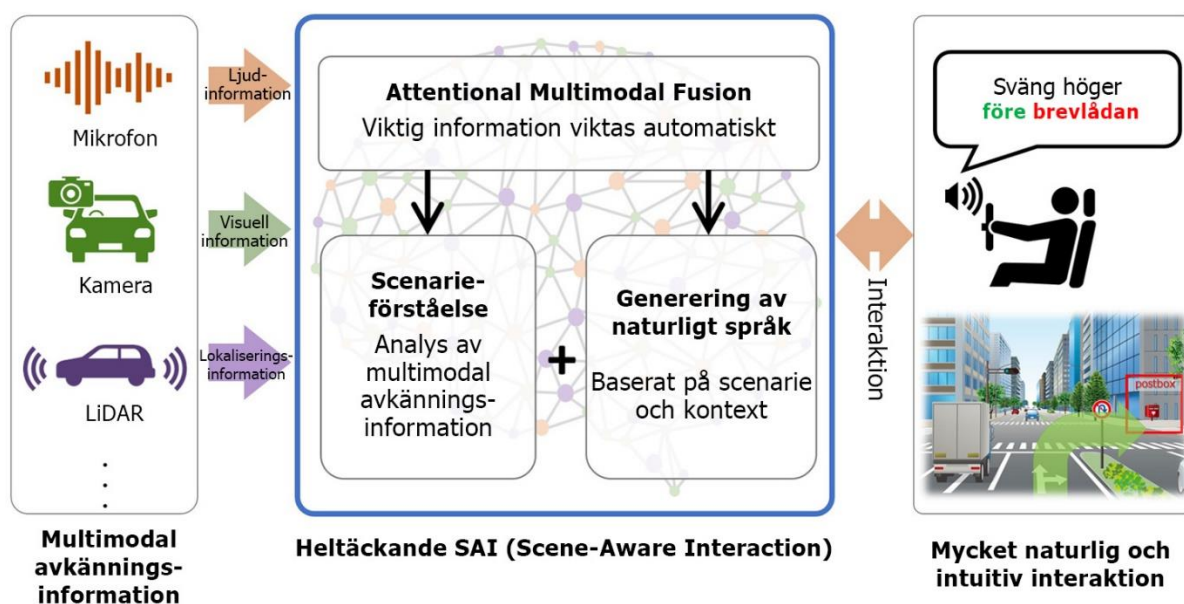 Mikrofon
Kamera
LiDAR
Multimodal
avkännings-
information
Ljud-
information
Visuell
information
Lokaliserings-
information
Attentional Multimodal Fusion
Viktig information viktas automatiskt
Scenarie-
förståelse
Analys av
multimodal
avkännings-
information
+
Generering av
naturligt språk
Baserat på scenarie
och kontext
Heltäckande SAI (Scene-Aware Interaction)
Interaktion
Sväng höger
före brevlådan
postbox
Mycket naturlig och
intuitiv interaktion